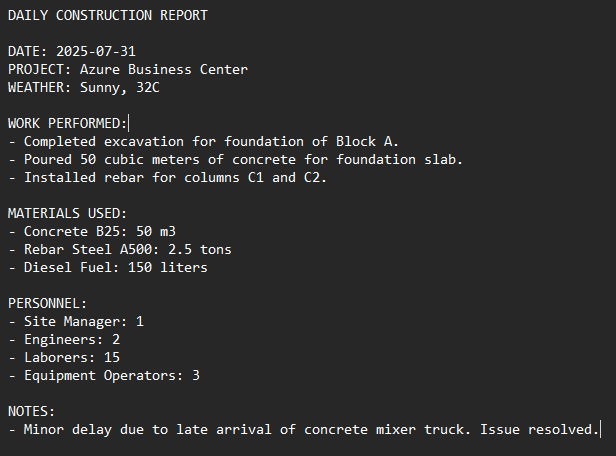 DAILY CONSTRUCTION REPORT
DATE: 2025-07-31
PROJECT: Azure Business Center
WEATHER: Sunny, 32C
WORK PERFORMED:
- Completed excavation for foundation of Block A.
- Poured 50 cubic meters of concrete for foundation slab.
- Installed rebar for columns C1 and C2.
MATERIALS USED:
- Concrete B25: 50 m3
- Rebar Steel A500: 2.5 tons
- Diesel Fuel: 150 liters
PERSONNEL:
- Site Manager: 1
- Engineers: 2
- Laborers: 15
- Equipment Operators: 3
NOTES:
- Minor delay due to late arrival of concrete mixer truck. Issue resolved.